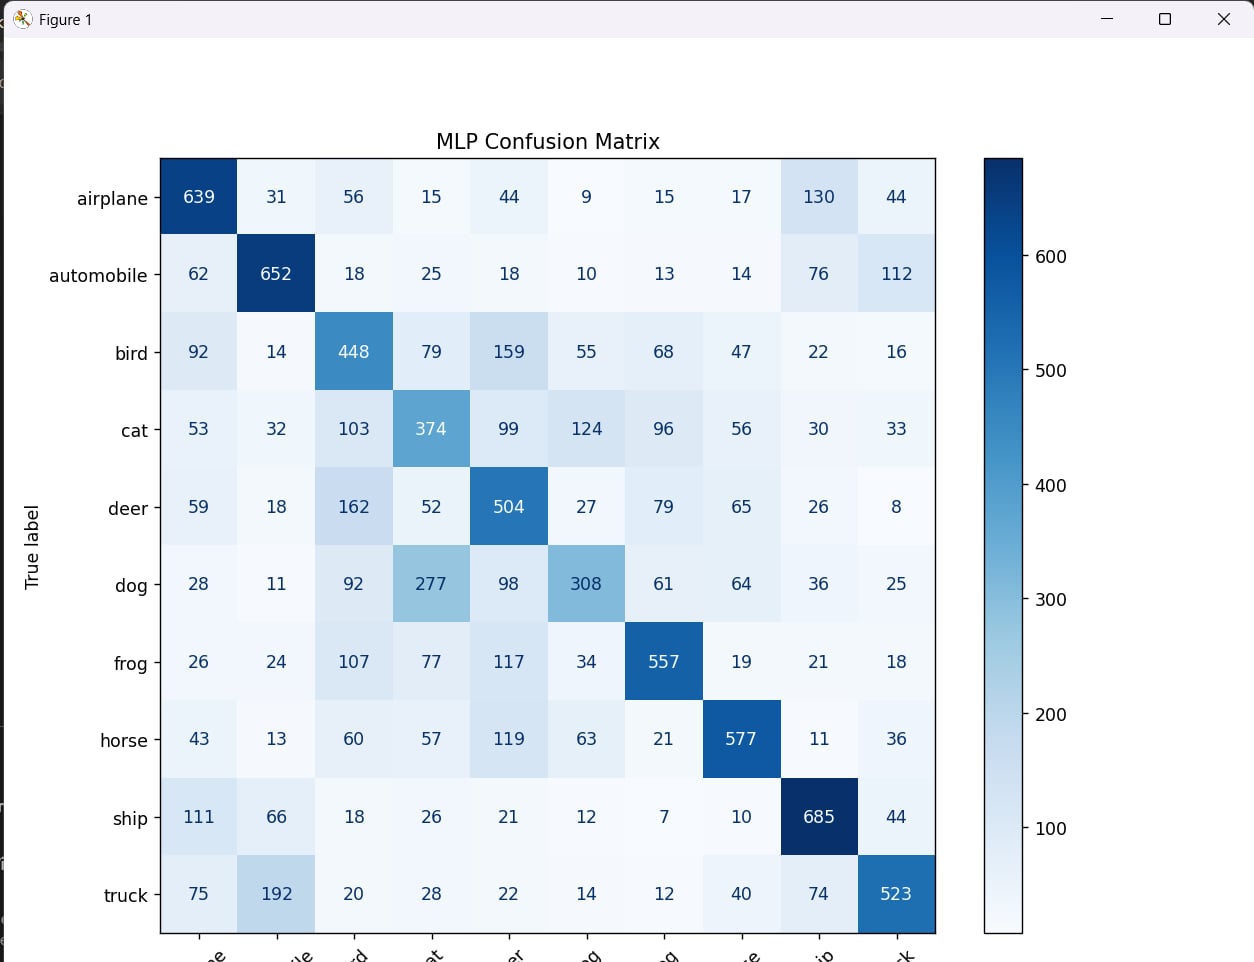 Figure 1
MLP Confusion Matrix
airplane 639 31 56 15 44 9 15 17 130 44
automobile 62 652 18 25 18 10 13 14 76 112
bird 92 14 448 79 159 55 68 47 22 16
cat 53 32 103 374 99 124 96 56 30 33
deer 59 18 162 52 504 27 79 65 26 8
dog 28 11 92 277 98 308 61 64 36 25
frog 26 24 107 77 117 34 557 19 21 18
horse 43 13 60 57 119 63 21 577 11 36
ship 111 66 18 26 21 12 7 10 685 44
truck 75 192 20 28 22 14 12 40 74 523
True label
600
500
400
300
200
100